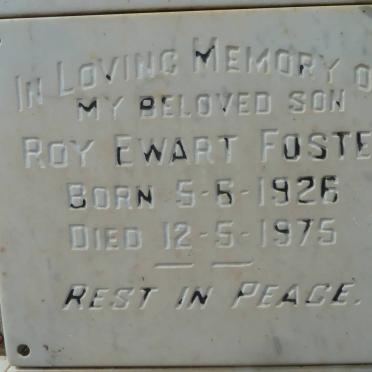 IN LOVING MEMORY O
MY BELOVED SON
ROY EWART FOSTE
BORN 5-6-1926
DIED 12-5-1975
REST IN PEACE.